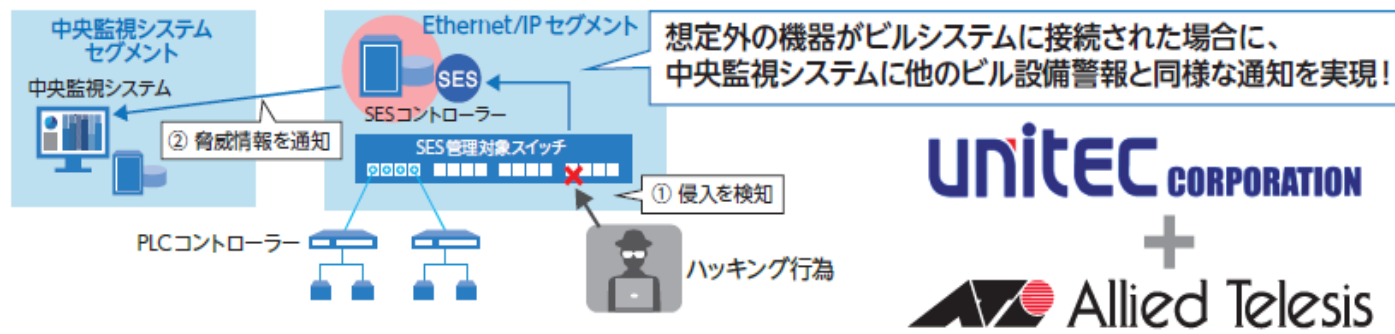 中央監視システム
セグメント
中央監視システム
② 脅威情報を通知
Ethernet/IPセグメント
SES
SESコントローラー
SES管理対象スイッチ
① 侵入を検知
PLCコントローラー
ハッキング行為
想定外の機器がビルシステムに接続された場合に、
中央監視システムに他のビル設備警報と同様な通知を実現!
UNITEC CORPORATION
+
Allied Telesis